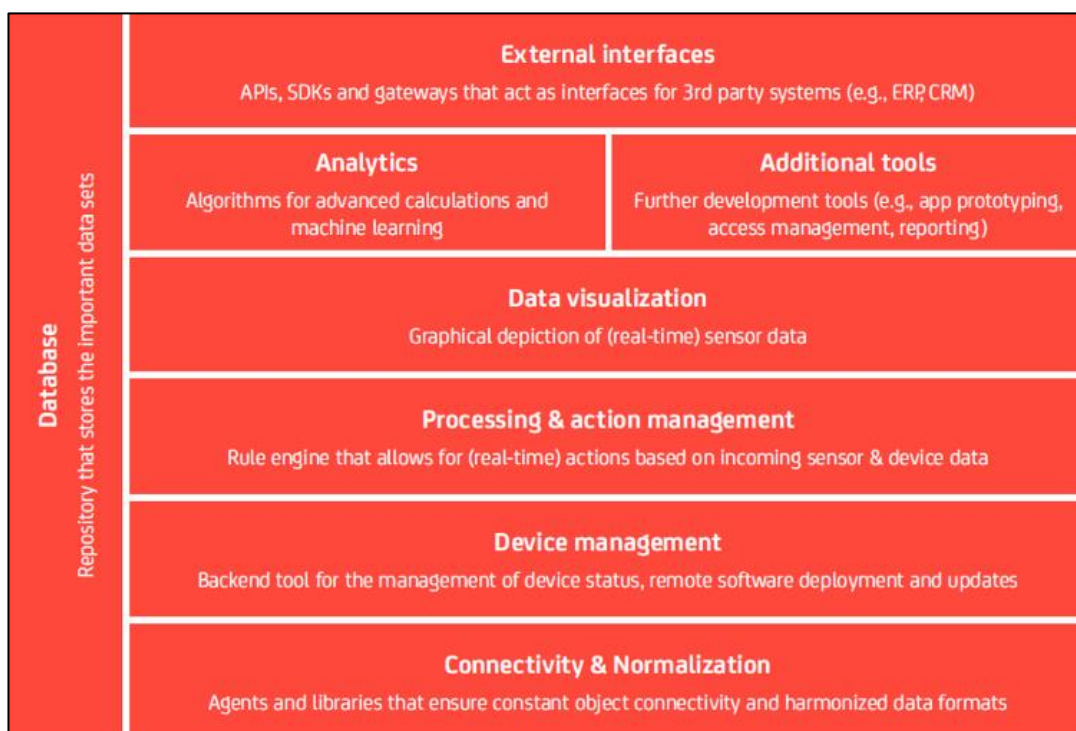 Database
Repository that stores the important data sets
External interfaces
APIs, SDKs and gateways that act as interfaces for 3rd party systems (e.g., ERP, CRM)
Analytics
Algorithms for advanced calculations and
machine learning
Additional tools
Further development tools (e.g., app prototyping,
access management, reporting)
Data visualization
Graphical depiction of (real-time) sensor data
Processing & action management
Rule engine that allows for (real-time) actions based on incoming sensor & device data
Device management
Backend tool for the management of device status, remote software deployment and updates
Connectivity & Normalization
Agents and libraries that ensure constant object connectivity and harmonized data formats